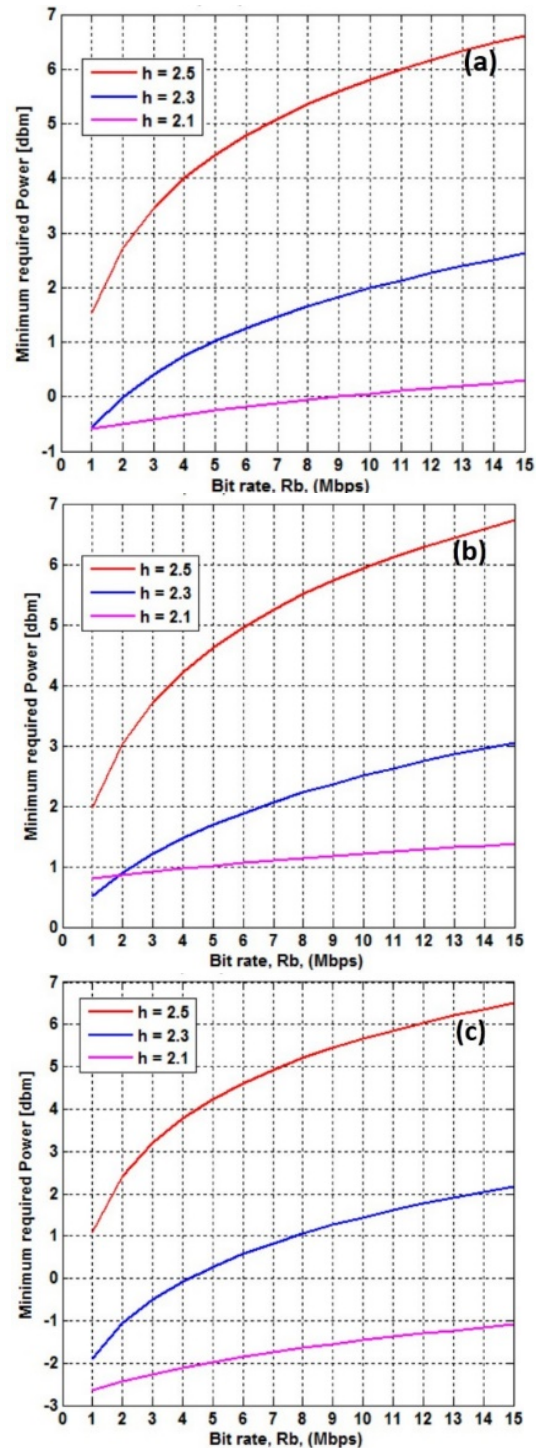 7
6
5
4
3
2
1
0
-1
Minimum required Power [dbm]
h = 2.5
h = 2.3
h = 2.1
(a)
0 1 2 3 4 5 6 7 8 9 10 11 12 13 14 15
Bit rate, Rb, (Mbps)
7
6
5
4
3
2
1
0
Minimum required Power [dbm]
h = 2.5
h = 2.3
h = 2.1
(b)
0 1 2 3 4 5 6 7 8 9 10 11 12 13 14 15
Bit rate, Rb, (Mbps)
7
6
5
4
3
2
1
0
-1
-2
-3
Minimum required Power [dbm]
h = 2.5
h = 2.3
h = 2.1
(c)
0 1 2 3 4 5 6 7 8 9 10 11 12 13 14 15
Bit rate, Rb, (Mbps)